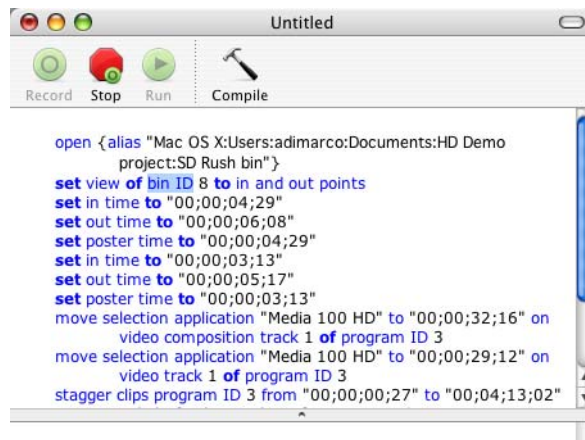 Untitled
Record Stop Run Compile
open {alias "Mac OS X:Users:adimarco:Documents:HD Demo
project:SD Rush bin"}
set view of bin ID 8 to in and out points
set in time to "00;00;04;29"
set out time to "00;00;06;08"
set poster time to "00;00;04;29"
set in time to "00;00;03;13"
set out time to "00;00;05;17"
set poster time to "00;00;03;13"
move selection application "Media 100 HD" to "00;00;32;16" on
video composition track 1 of program ID 3
move selection application "Media 100 HD" to "00;00;29;12" on
video track 1 of program ID 3
stagger clips program ID 3 from "00;00;00;27" to "00;04;13;02"